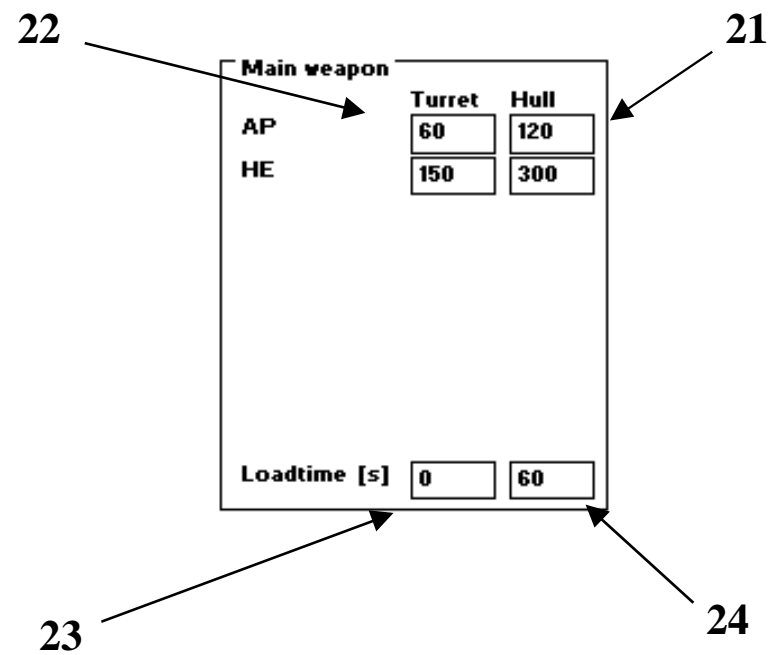 22 21
Main weapon
Turret Hull
AP 60 120
HE 150 300
Loadtime [s] 0 60
23 24